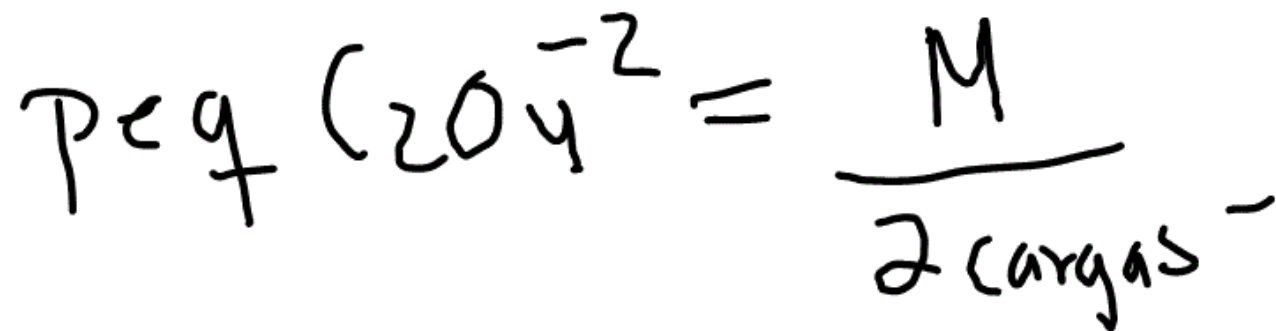 peq C₂O₄⁻² = M / 2 cargas⁻